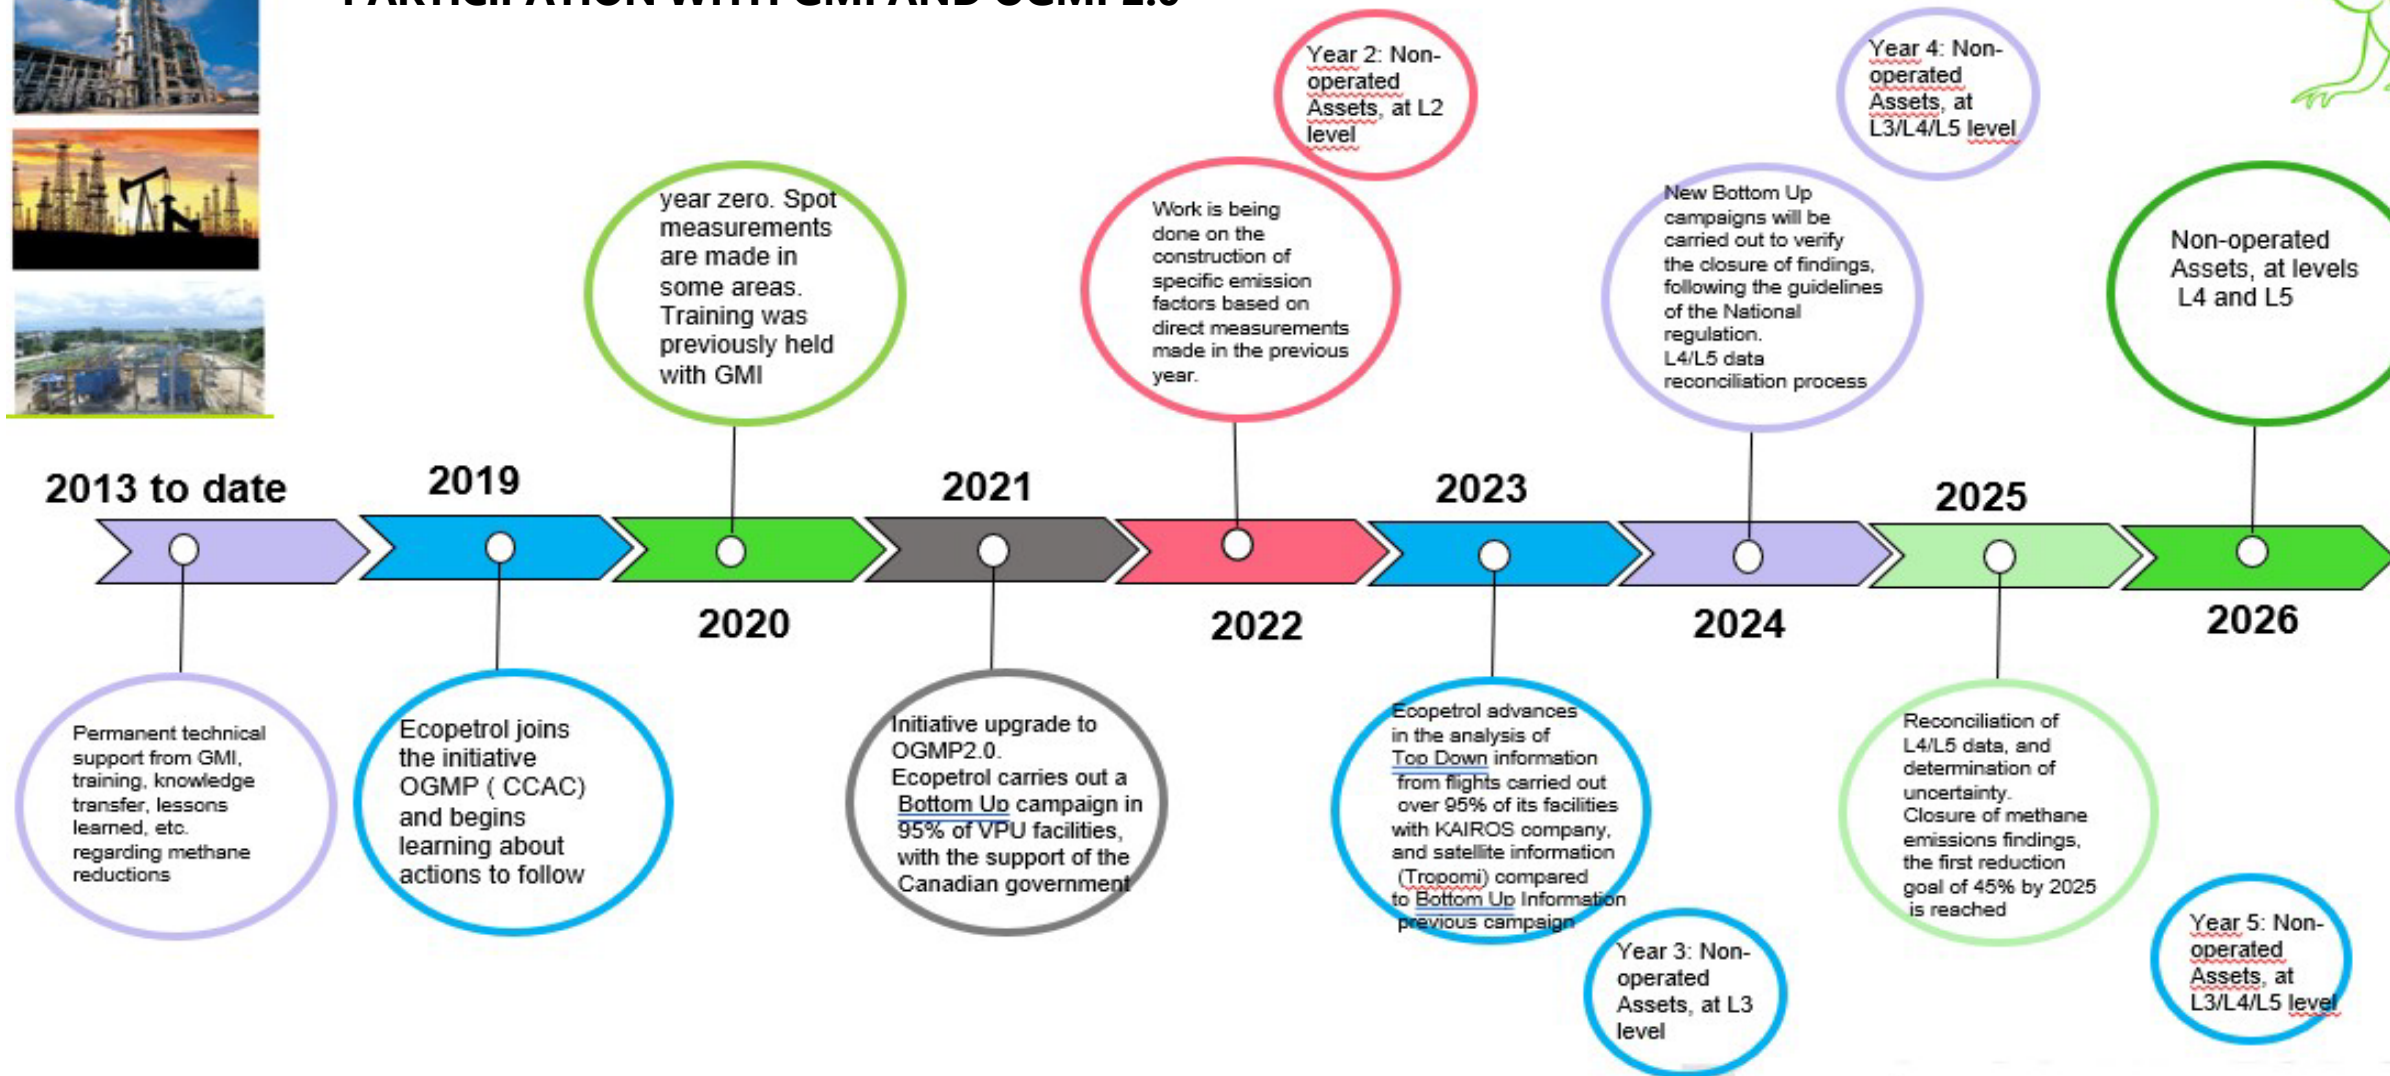 PARTICIPATION WITH GMI AND OGMP2.0
Year 2: Non-
operated
Assets, at L2
level
Year 4: Non-
operated
Assets, at
L3/L4/L5 level
year zero. Spot
measurements
are made in
some areas.
Training was
previously held
with GMI
Work is being
done on the
construction of
specific emission
factors based on
direct measurements
made in the previous
year.
New Bottom Up
campaigns will be
carried out to verify
the closure of findings,
following the guidelines
of the National
regulation.
L4/L5 data
reconciliation process
Non-operated
Assets, at levels
L4 and L5
2013 to date
2019
2021
2023
2025
2020
2022
2024
2026
Permanent technical
support from GMI,
training, knowledge
transfer, lessons
learned, etc.
regarding methane
reductions
Ecopetrol joins
the initiative
OGMP ( CCAC)
and begins
learning about
actions to follow
Initiative upgrade to
OGMP2.0.
Ecopetrol carries out a
Bottom Up campaign in
95% of VPU facilities,
with the support of the
Canadian government
Ecopetrol advances
in the analysis of
Top Down information
from flights carried out
over 95% of its facilities
with KAIROS company,
and satellite information
(Tropomi) compared
to Bottom Up Information
previous campaign
Year 3: Non-
operated
Assets, at L3
level
Reconciliation of
L4/L5 data, and
determination of
uncertainty.
Closure of methane
emissions findings,
the first reduction
goal of 45% by 2025
is reached
Year 5: Non-
operated
Assets, at
L3/L4/L5 level